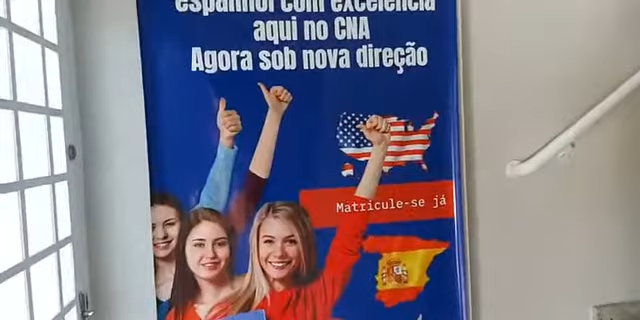 espanhol com excelência
aqui no CNA
Agora sob nova direção
Matricule-se já